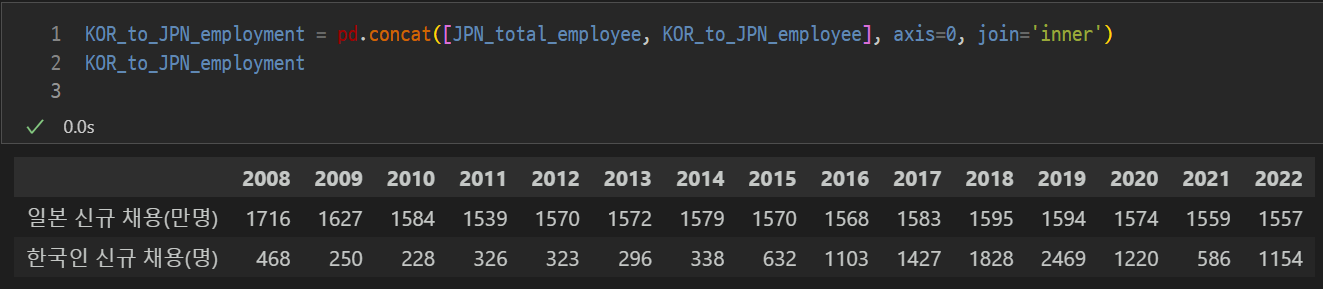 1 KOR_to_JPN_employment = pd.concat([JPN_total_employee, KOR_to_JPN_employee], axis=0, join='inner')
2 KOR_to_JPN_employment
3
0.0s
2008 2009 2010 2011 2012 2013 2014 2015 2016 2017 2018 2019 2020 2021 2022
일본 신규 채용(만명) 1716 1627 1584 1539 1570 1572 1579 1570 1568 1583 1595 1594 1574 1559 1557
한국인 신규 채용(명) 468 250 228 326 323 296 338 632 1103 1427 1828 2469 1220 586 1154